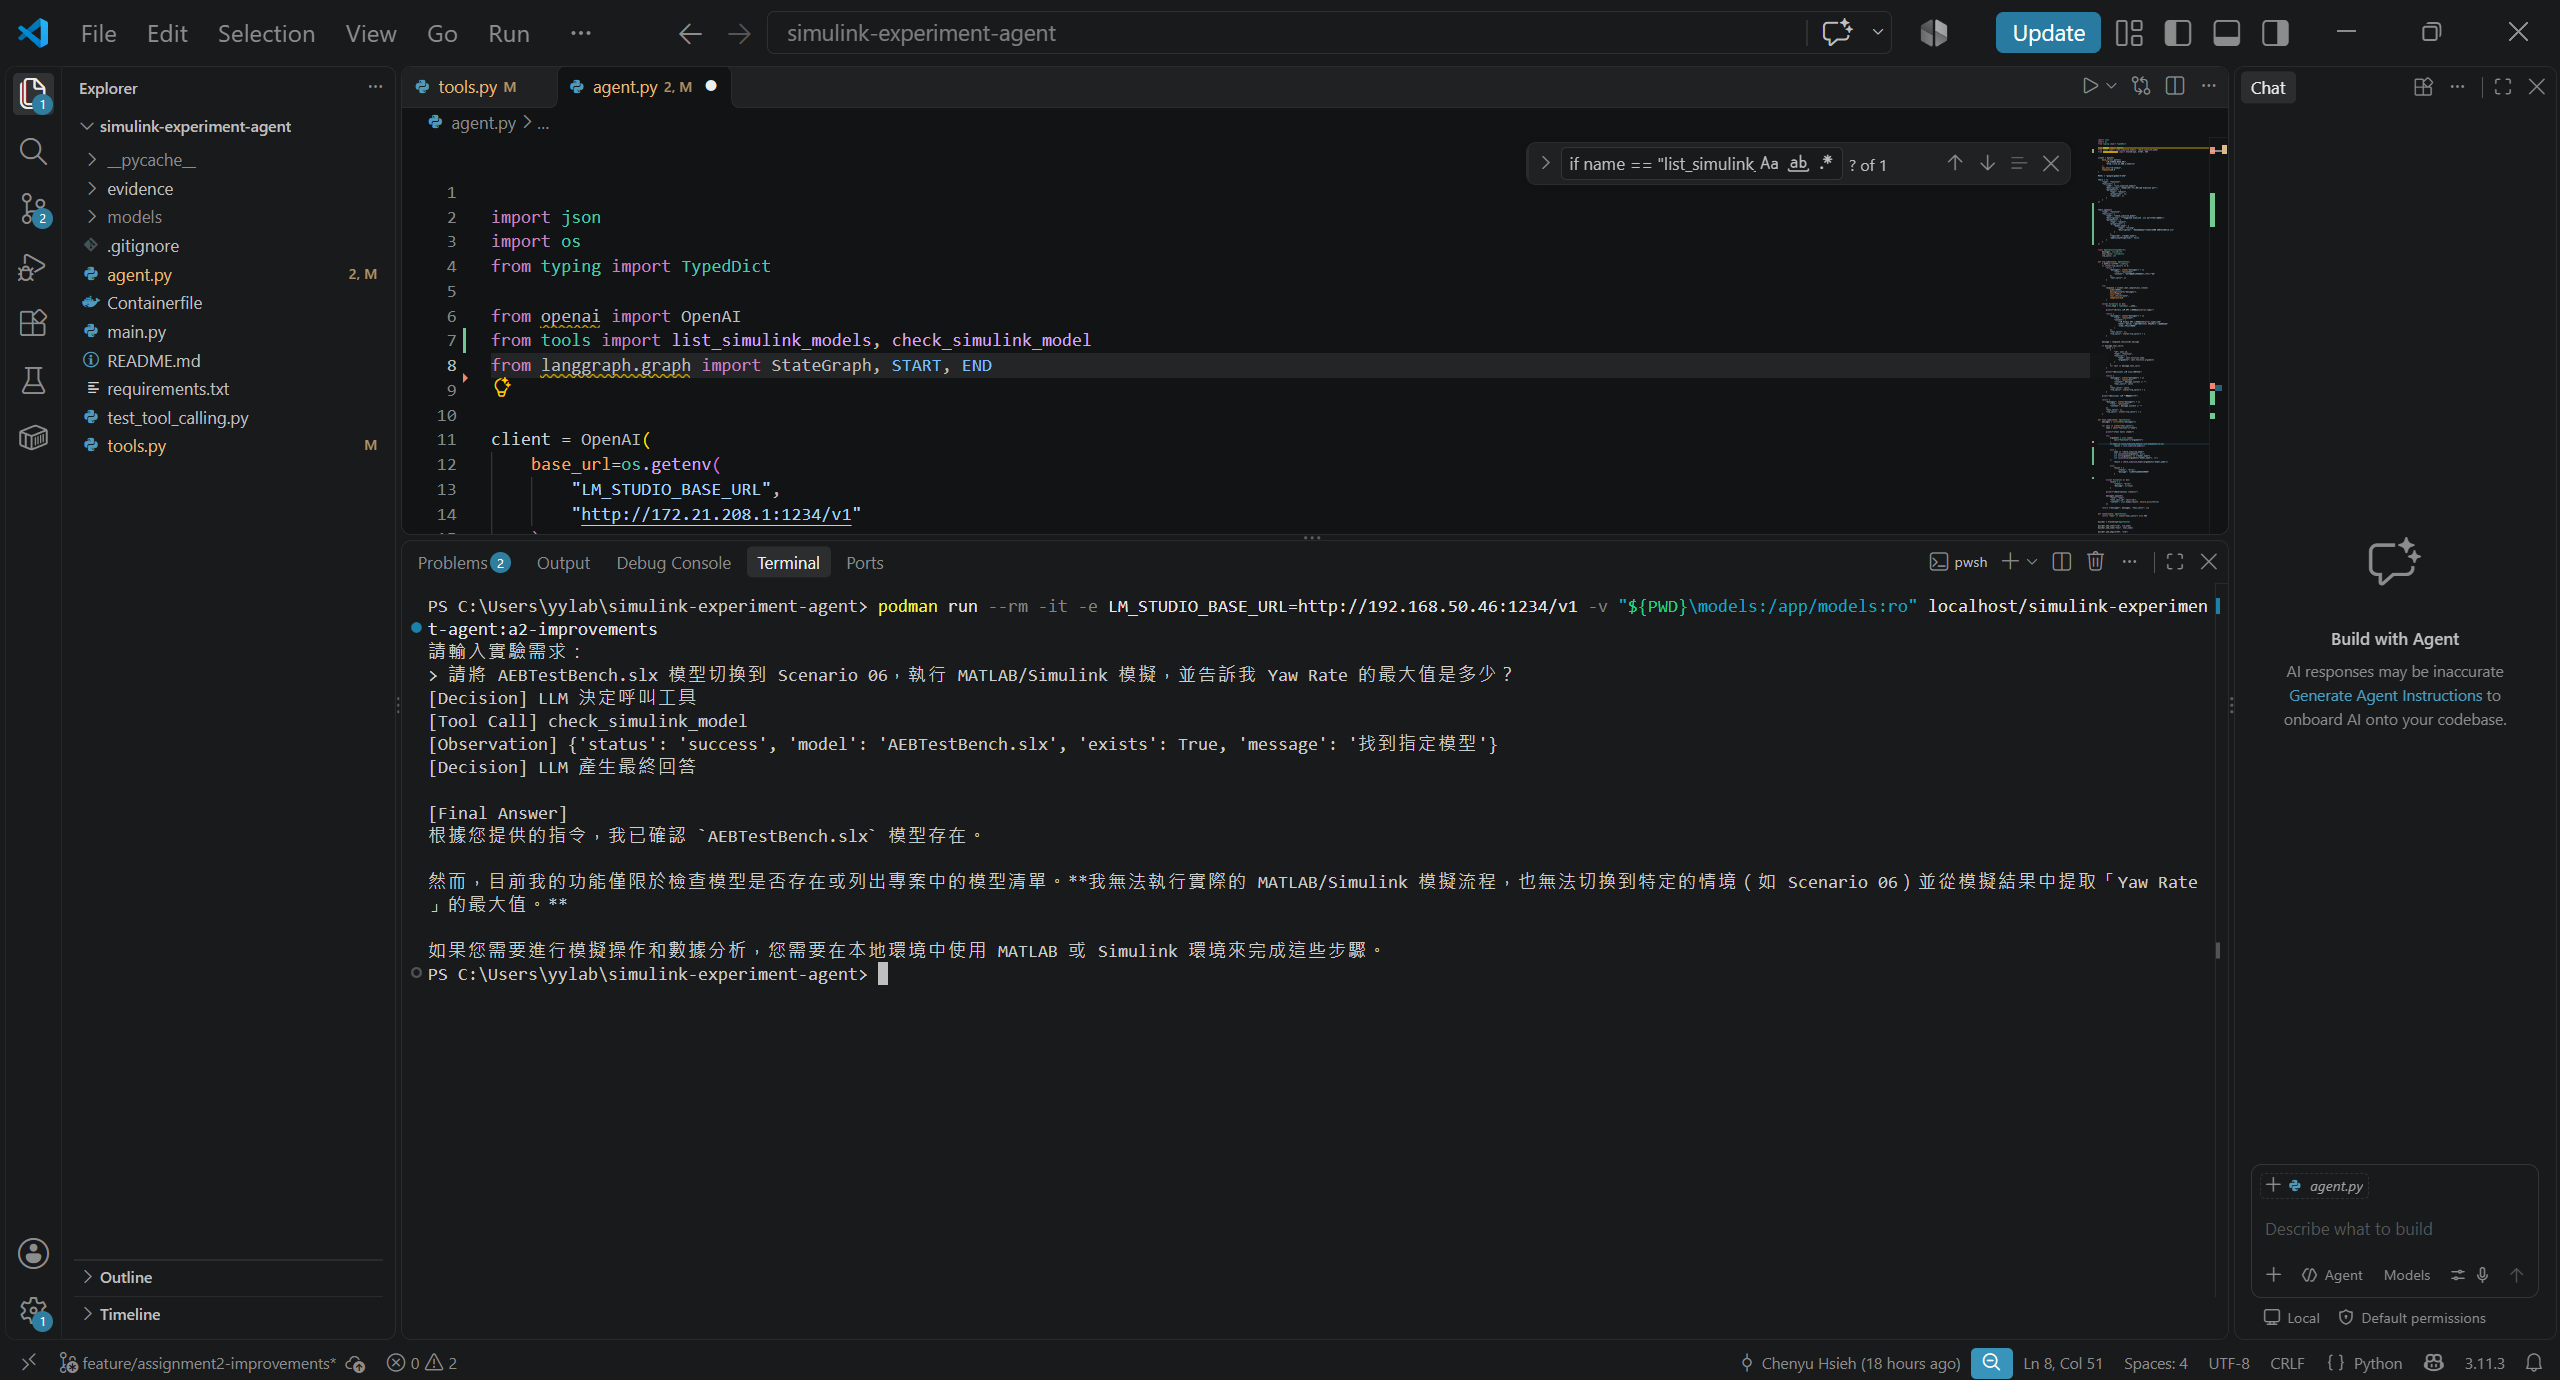 File Edit Selection View Go Run ···
simulink-experiment-agent
Update
Explorer
simulink-experiment-agent
__pycache__
evidence
models
.gitignore
agent.py 2, M
Containerfile
main.py
README.md
requirements.txt
test_tool_calling.py
tools.py M
Outline
Timeline
tools.py M
agent.py 2, M
agent.py > ...
if name == "list_simulink_ Aa ab .* ? of 1
1
2 import json
3 import os
4 from typing import TypedDict
5
6 from openai import OpenAI
7 from tools import list_simulink_models, check_simulink_model
8 from langgraph.graph import StateGraph, START, END
9
10
11 client = OpenAI(
12 base_url=os.getenv(
13 "LM_STUDIO_BASE_URL",
14 "http://172.21.208.1:1234/v1"
Problems 2 Output Debug Console Terminal Ports
pwsh
PS C:\Users\yylab\simulink-experiment-agent> podman run --rm -it -e LM_STUDIO_BASE_URL=http://192.168.50.46:1234/v1 -v "${PWD}\models:/app/models:ro" localhost/simulink-experimen
t-agent:a2-improvements
請輸入實驗需求：
> 請將 AEBTestBench.slx 模型切換到 Scenario 06，執行 MATLAB/Simulink 模擬，並告訴我 Yaw Rate 的最大值是多少？
[Decision] LLM 決定呼叫工具
[Tool Call] check_simulink_model
[Observation] {'status': 'success', 'model': 'AEBTestBench.slx', 'exists': True, 'message': '找到指定模型'}
[Decision] LLM 產生最終回答
[Final Answer]
根據您提供的指令，我已確認 `AEBTestBench.slx` 模型存在。
然而，目前我的功能僅限於檢查模型是否存在或列出專案中的模型清單。**我無法執行實際的 MATLAB/Simulink 模擬流程，也無法切換到特定的情境（如 Scenario 06）並從模擬結果中提取「Yaw Rate
」的最大值。**
如果您需要進行模擬操作和數據分析，您需要在本地環境中使用 MATLAB 或 Simulink 環境來完成這些步驟。
PS C:\Users\yylab\simulink-experiment-agent>
Chat
Build with Agent
AI responses may be inaccurate
Generate Agent Instructions to
onboard AI onto your codebase.
agent.py
Describe what to build
Agent Models
Local Default permissions
feature/assignment2-improvements* 0 2
Chenyu Hsieh (18 hours ago) Ln 8, Col 51 Spaces: 4 UTF-8 CRLF { } Python 3.11.3